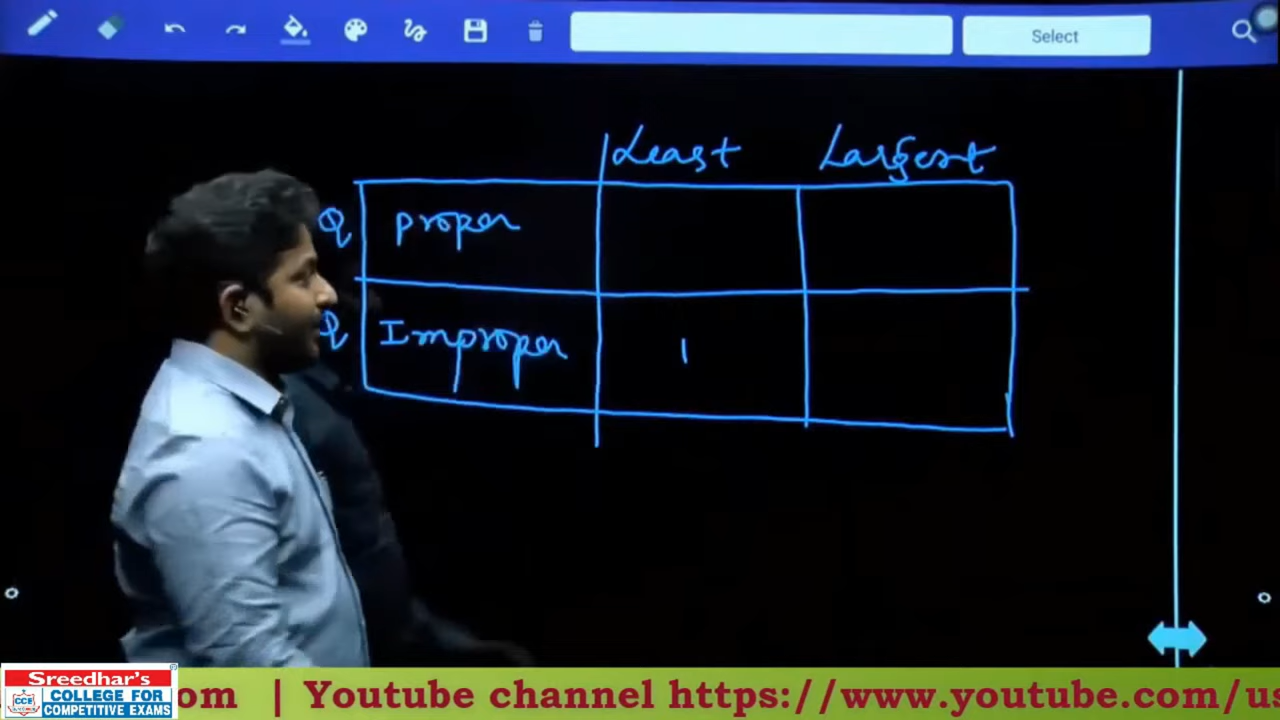 Select
Least Largest
Q Proper
Q Improper 1
Sreedhar's
CCE
COLLEGE FOR
COMPETITIVE EXAMS
om | Youtube channel https://www.youtube.com/us